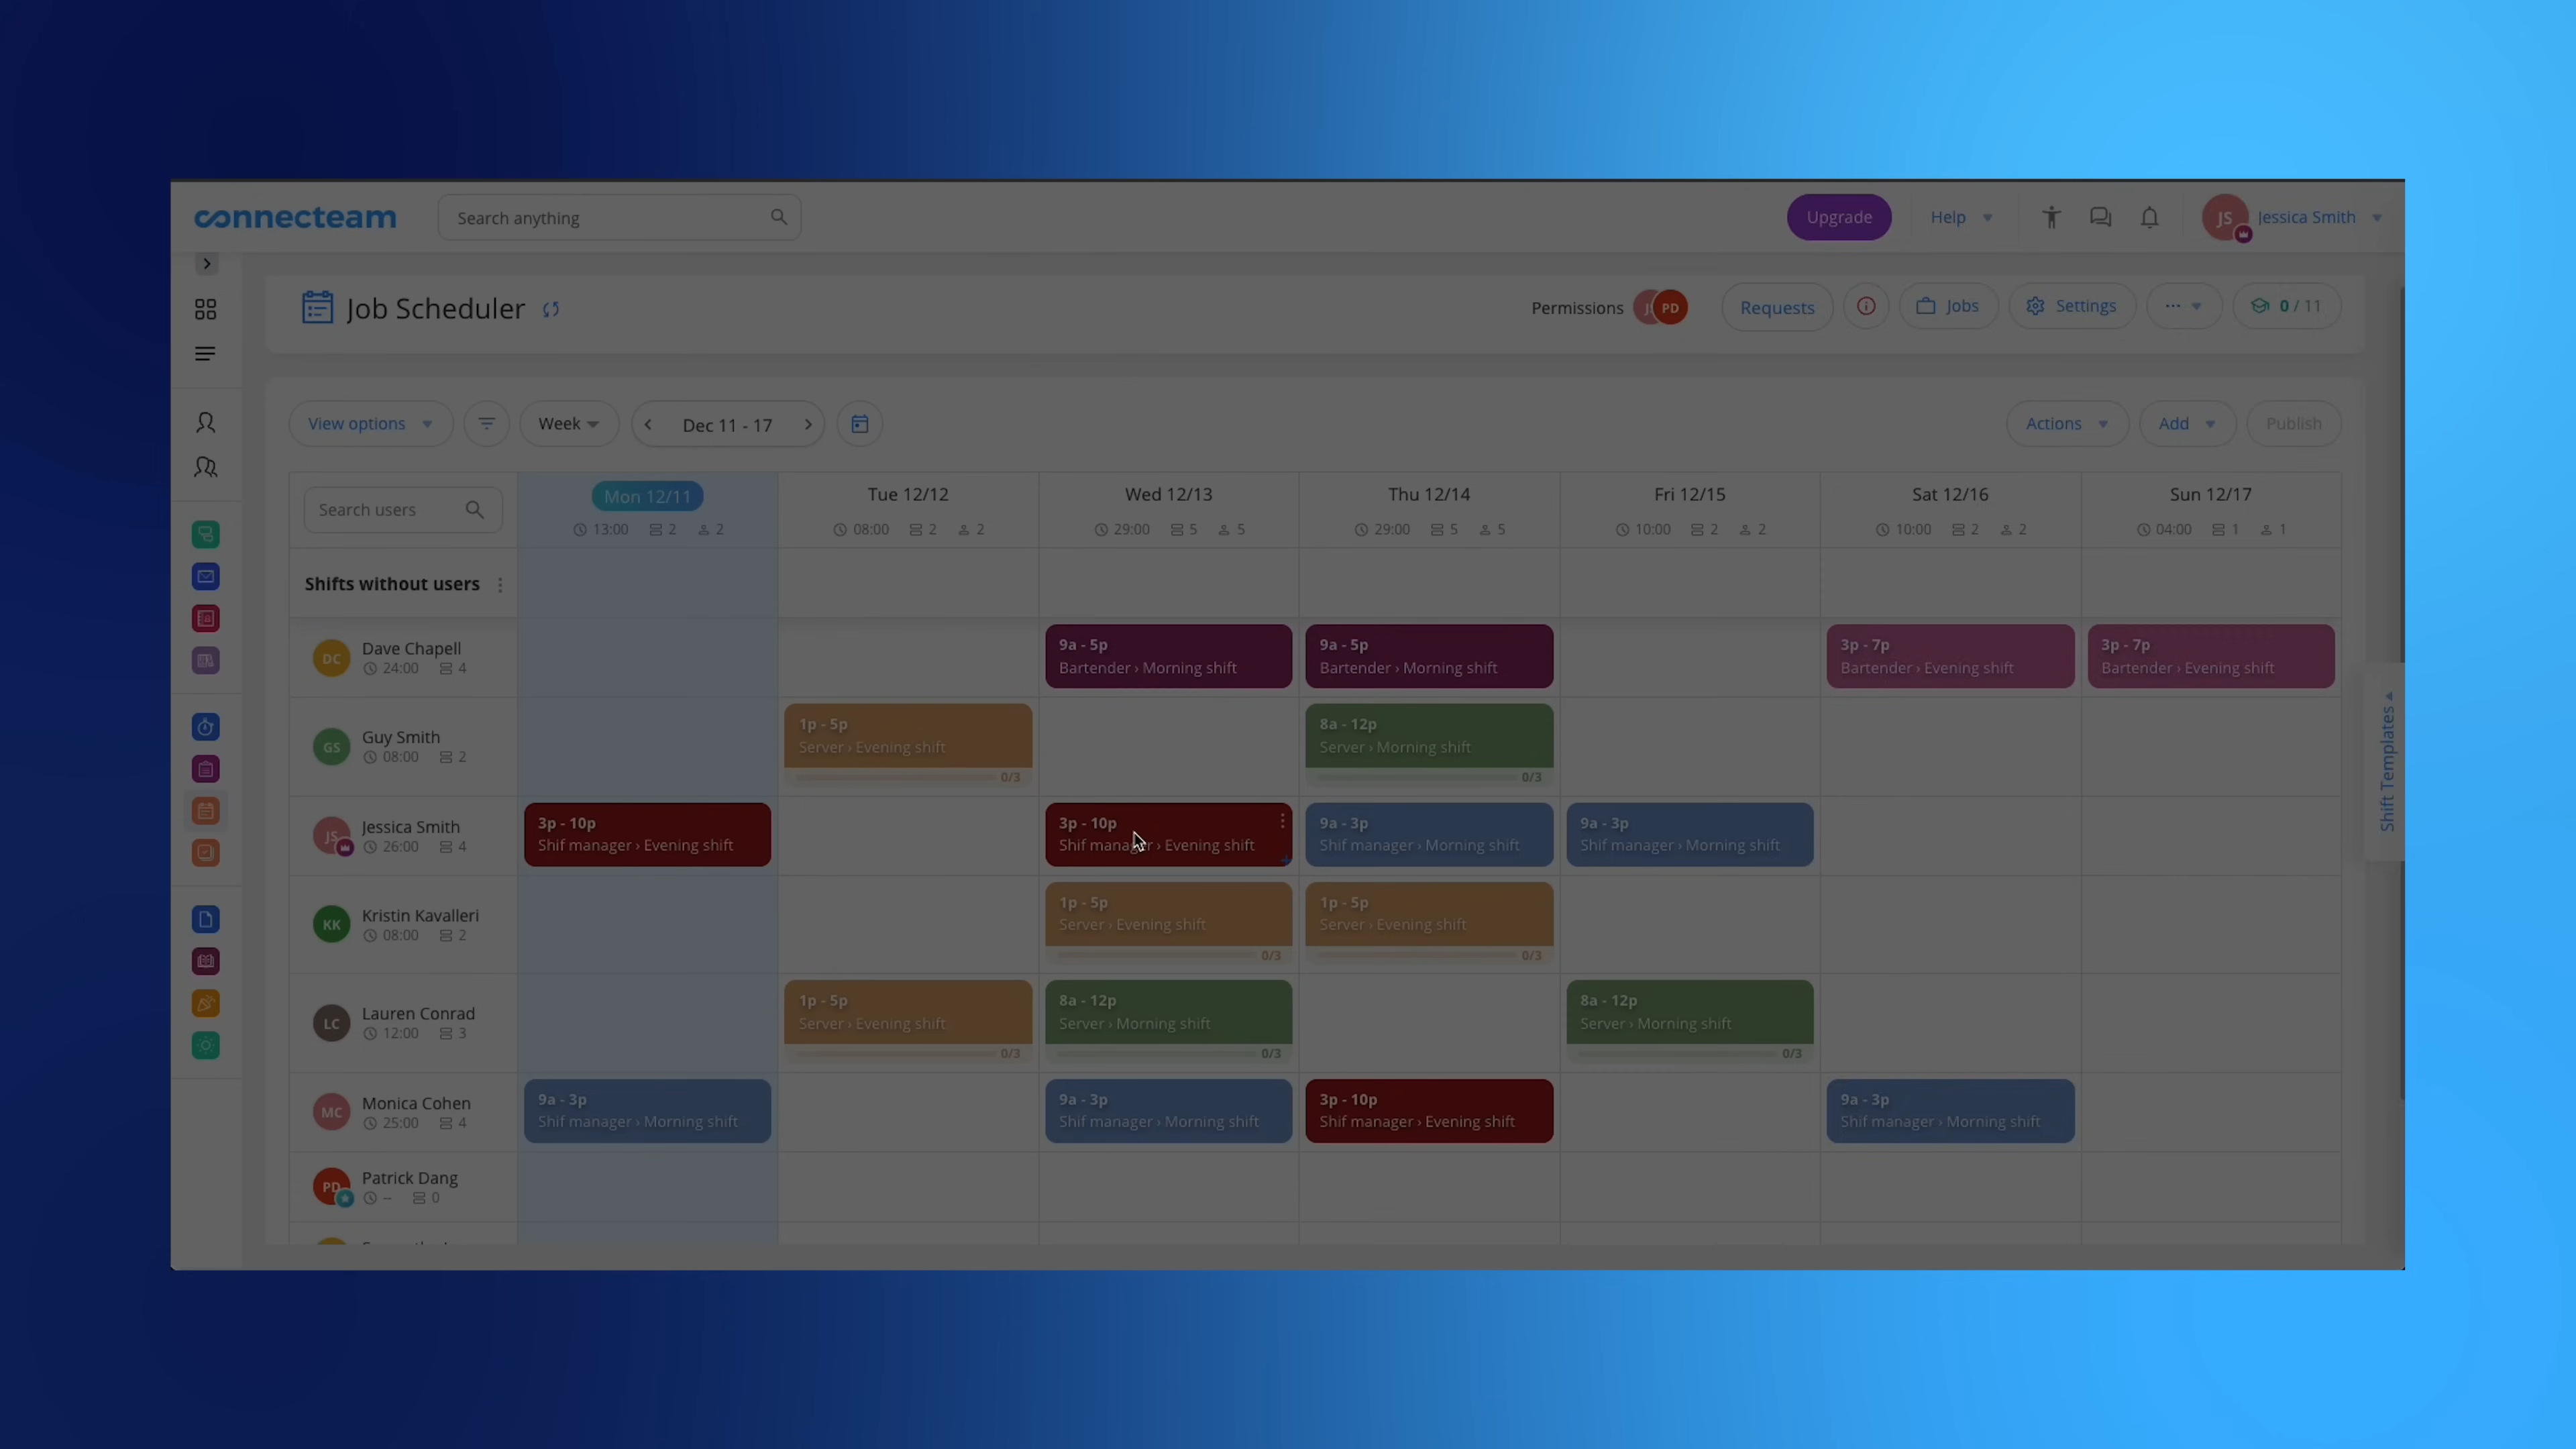 connecteam
Search anything
Upgrade
Help
JS
Jessica Smith
Job Scheduler
Permissions
PD
Requests
Jobs
Settings
0 / 11
View options
Week
Dec 11 - 17
Actions
Add
Publish
Search users
Mon 12/11
13:00 2 2
Tue 12/12
08:00 2 2
Wed 12/13
29:00 5 5
Thu 12/14
29:00 5 5
Fri 12/15
10:00 2 2
Sat 12/16
10:00 2 2
Sun 12/17
04:00 1 1
Shifts without users
DC
Dave Chapell
24:00 4
9a - 5p
Bartender › Morning shift
9a - 5p
Bartender › Morning shift
3p - 7p
Bartender › Evening shift
3p - 7p
Bartender › Evening shift
GS
Guy Smith
08:00 2
1p - 5p
Server › Evening shift
0/3
8a - 12p
Server › Morning shift
0/3
JS
Jessica Smith
26:00 4
3p - 10p
Shif manager › Evening shift
3p - 10p
Shif manager › Evening shift
9a - 3p
Shif manager › Morning shift
9a - 3p
Shif manager › Morning shift
KK
Kristin Kavalleri
08:00 2
1p - 5p
Server › Evening shift
0/3
1p - 5p
Server › Evening shift
0/3
LC
Lauren Conrad
12:00 3
1p - 5p
Server › Evening shift
0/3
8a - 12p
Server › Morning shift
0/3
8a - 12p
Server › Morning shift
0/3
MC
Monica Cohen
25:00 4
9a - 3p
Shif manager › Morning shift
9a - 3p
Shif manager › Morning shift
3p - 10p
Shif manager › Evening shift
9a - 3p
Shif manager › Morning shift
PD
Patrick Dang
-- 0
Shift Templates